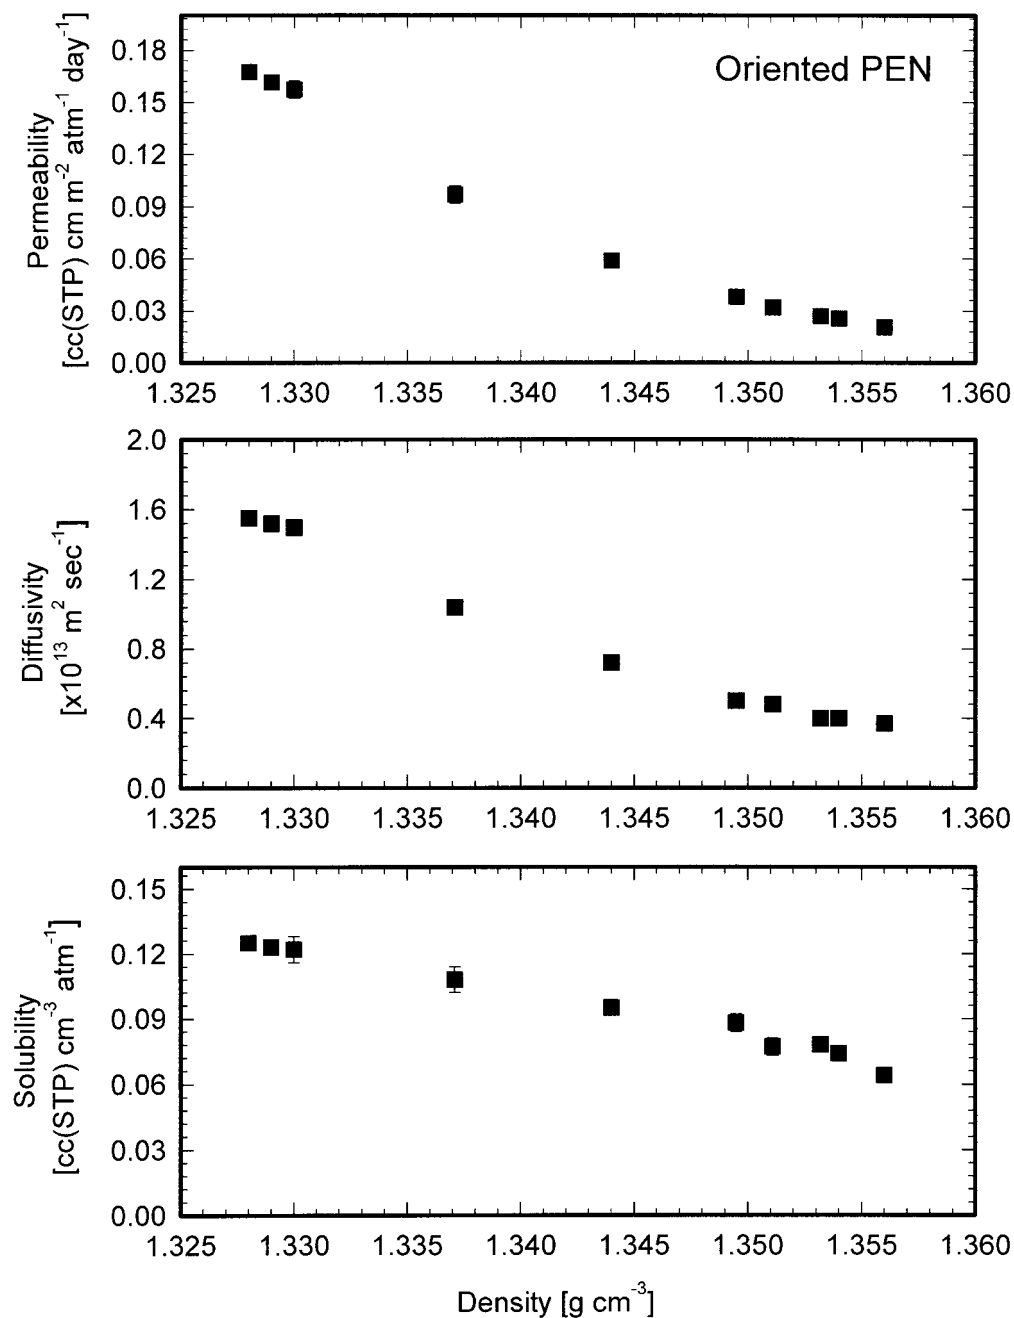 Oriented PEN
Permeability
[cc(STP) cm m⁻² atm⁻¹ day⁻¹]
0.18
0.15
0.12
0.09
0.06
0.03
0.00
1.325 1.330 1.335 1.340 1.345 1.350 1.355 1.360
Diffusivity
[x10¹³ m² sec⁻¹]
2.0
1.6
1.2
0.8
0.4
0.0
1.325 1.330 1.335 1.340 1.345 1.350 1.355 1.360
Solubility
[cc(STP) cm⁻³ atm⁻¹]
0.15
0.12
0.09
0.06
0.03
0.00
1.325 1.330 1.335 1.340 1.345 1.350 1.355 1.360
Density [g cm⁻³]